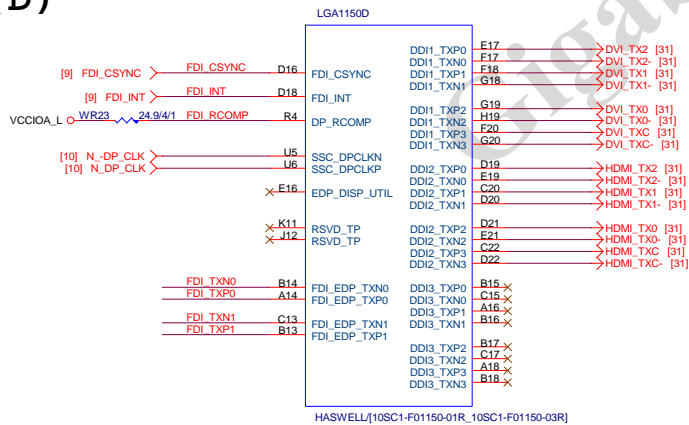 D)
LGA1150D
[9] FDI_CSYNC FDI_CSYNC D16 FDI_CSYNC
[9] FDI_INT FDI_INT D18 FDI_INT
VCCIOA_L WR23 24.9/4/1 FDI_RCOMP R4 DP_RCOMP
[10] N_-DP_CLK U5 SSC_DPCLKN
[10] N_DP_CLK U6 SSC_DPCLKP
E16 EDP_DISP_UTIL
K11 RSVD_TP
J12 RSVD_TP
FDI_TXN0 B14 FDI_EDP_TXN0
FDI_TXP0 A14 FDI_EDP_TXP0
FDI_TXN1 C13 FDI_EDP_TXN1
FDI_TXP1 B13 FDI_EDP_TXP1
DDI1_TXP0 E17 DVI_TX2 [31]
DDI1_TXN0 F17 DVI_TX2- [31]
DDI1_TXP1 F18 DVI_TX1 [31]
DDI1_TXN1 G18 DVI_TX1- [31]
DDI1_TXP2 G19 DVI_TX0 [31]
DDI1_TXN2 H19 DVI_TX0- [31]
DDI1_TXP3 F20 DVI_TXC [31]
DDI1_TXN3 G20 DVI_TXC- [31]
DDI2_TXP0 D19 HDMI_TX2 [31]
DDI2_TXN0 E19 HDMI_TX2- [31]
DDI2_TXP1 C20 HDMI_TX1 [31]
DDI2_TXN1 D20 HDMI_TX1- [31]
DDI2_TXP2 D21 HDMI_TX0 [31]
DDI2_TXN2 E21 HDMI_TX0- [31]
DDI2_TXP3 C22 HDMI_TXC [31]
DDI2_TXN3 D22 HDMI_TXC- [31]
DDI3_TXP0 B15
DDI3_TXN0 C15
DDI3_TXP1 A16
DDI3_TXN1 B16
DDI3_TXP2 B17
DDI3_TXN2 C17
DDI3_TXP3 A18
DDI3_TXN3 B18
HASWELL/[10SC1-F01150-01R_10SC1-F01150-03R]
Gigab